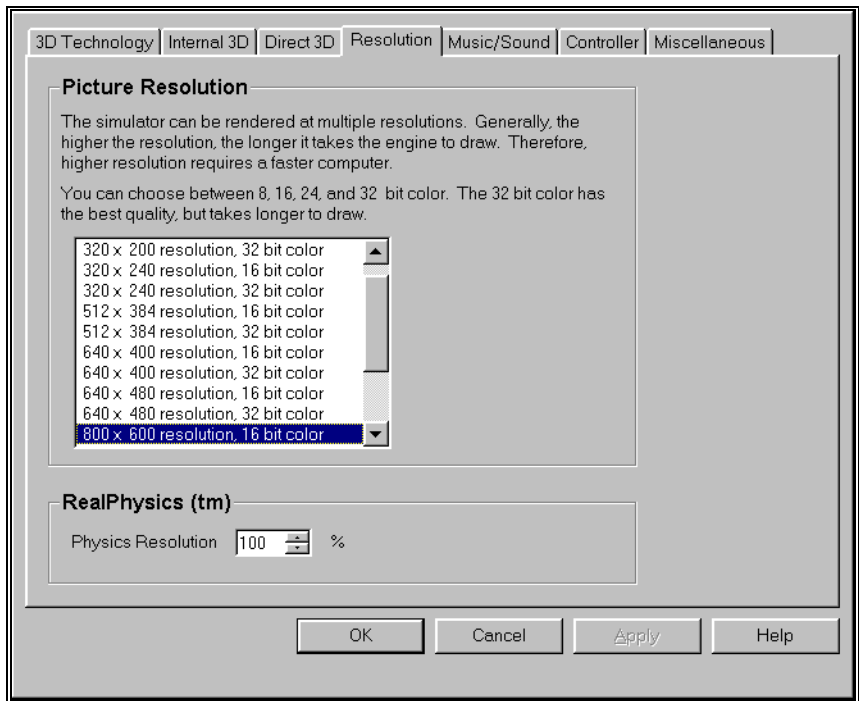 3D Technology Internal 3D Direct 3D Resolution Music/Sound Controller Miscellaneous
Picture Resolution
The simulator can be rendered at multiple resolutions. Generally, the
higher the resolution, the longer it takes the engine to draw. Therefore,
higher resolution requires a faster computer.
You can choose between 8, 16, 24, and 32 bit color. The 32 bit color has
the best quality, but takes longer to draw.
320 x 200 resolution, 32 bit color
320 x 240 resolution, 16 bit color
320 x 240 resolution, 32 bit color
512 x 384 resolution, 16 bit color
512 x 384 resolution, 32 bit color
640 x 400 resolution, 16 bit color
640 x 400 resolution, 32 bit color
640 x 480 resolution, 16 bit color
640 x 480 resolution, 32 bit color
800 x 600 resolution, 16 bit color
RealPhysics (tm)
Physics Resolution 100 %
OK Cancel Apply Help